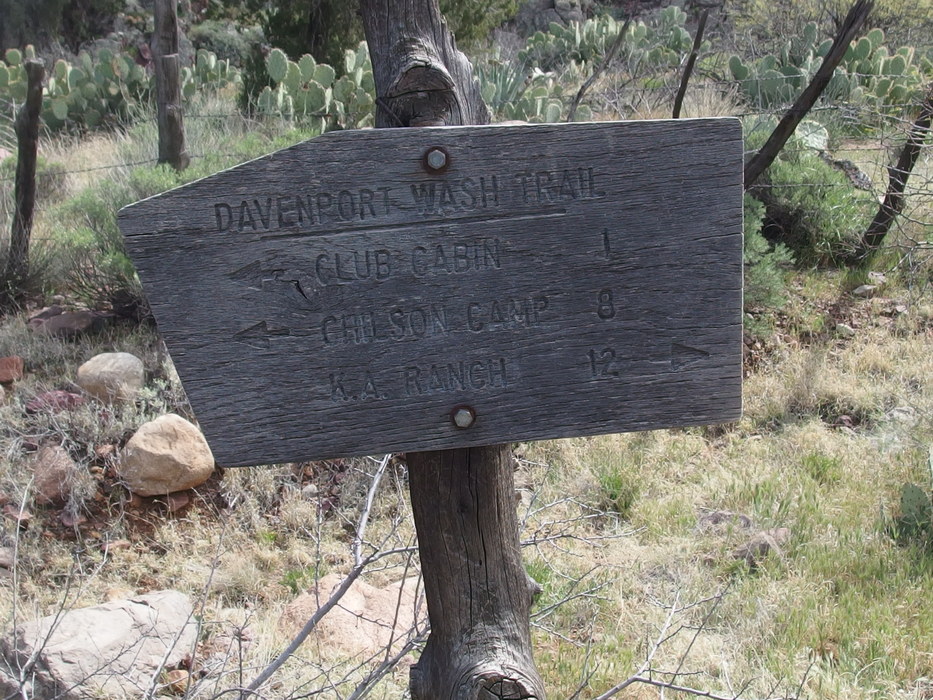 DAVENPORT WASH TRAIL
CLUB CABIN 1
CHILSON CAMP 8
K.A. RANCH 12